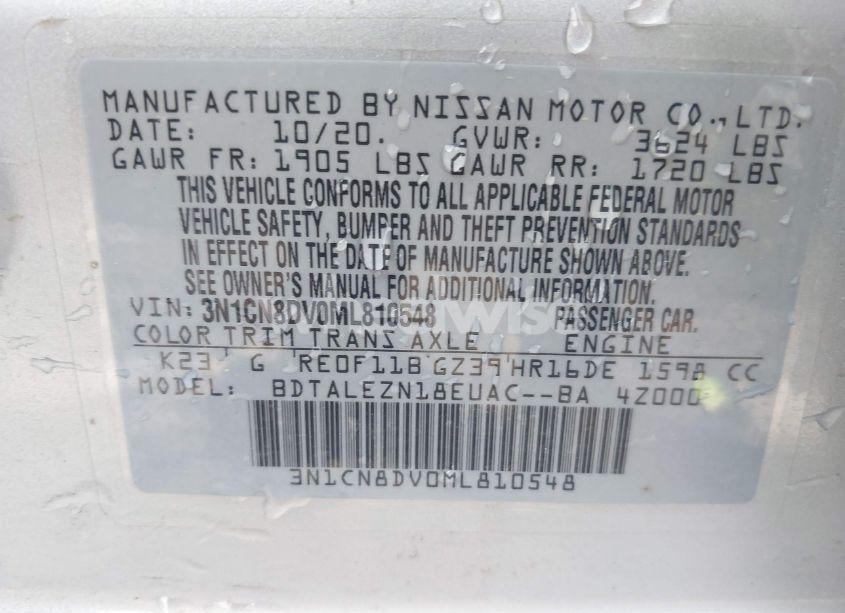 MANUFACTURED BY NISSAN MOTOR CO., LTD.
DATE: 10/20. GVWR: 3624 LBS
GAWR FR: 1905 LBS GAWR RR: 1720 LBS
THIS VEHICLE CONFORMS TO ALL APPLICABLE FEDERAL MOTOR
VEHICLE SAFETY, BUMPER AND THEFT PREVENTION STANDARDS
IN EFFECT ON THE DATE OF MANUFACTURE SHOWN ABOVE.
SEE OWNER'S MANUAL FOR ADDITIONAL INFORMATION.
VIN: 3N1CN8DV0ML810548 PASSENGER CAR.
COLOR TRIM TRANS AXLE ENGINE
K23 G RE0F11B GZ39 HR16DE 1598 CC
MODEL: BDTALEZN18EUAC--BA 4Z000
3N1CN8DV0ML810548